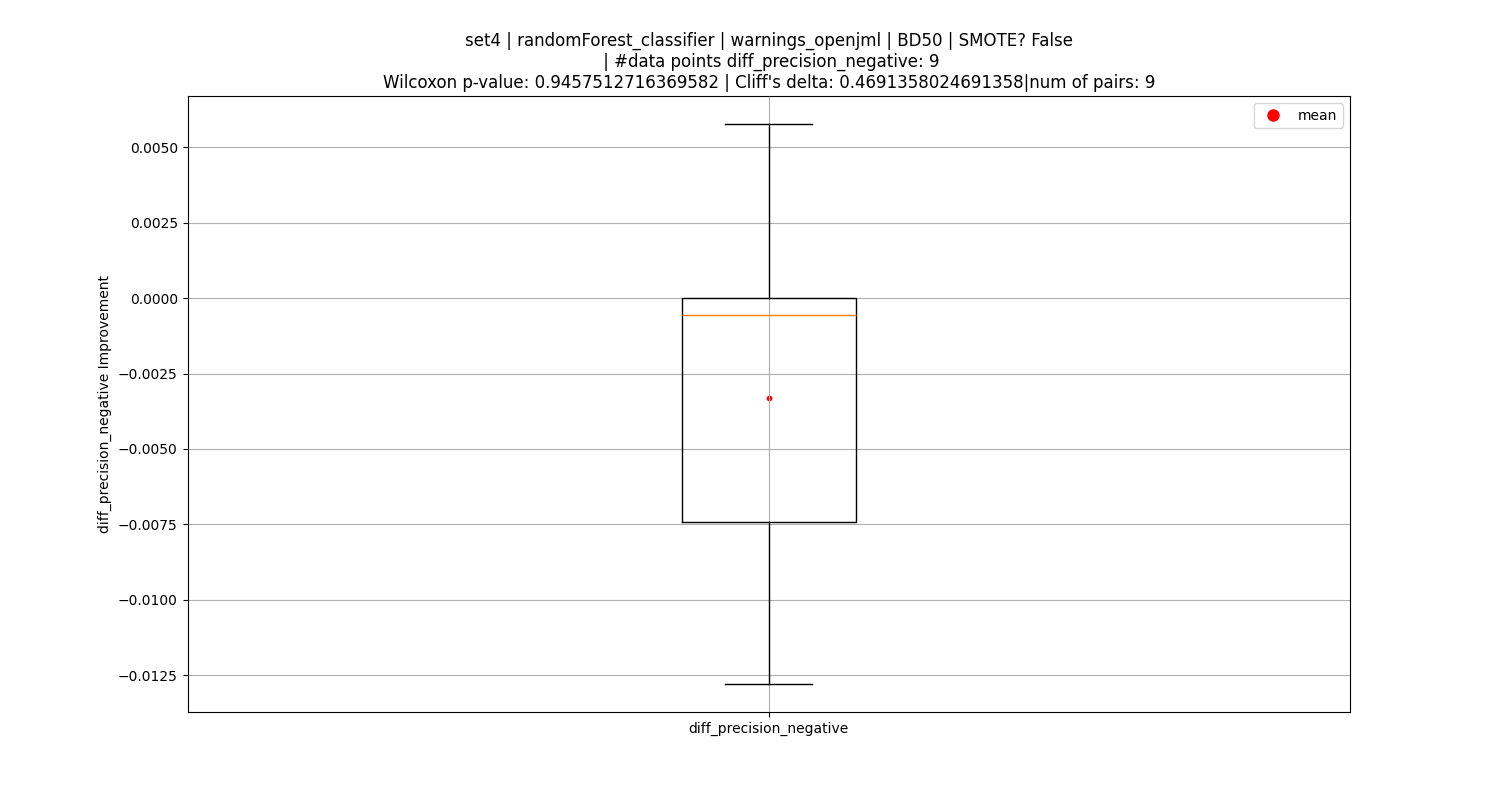 set4 | randomForest_classifier | warnings_openjml | BD50 | SMOTE? False
| #data points diff_precision_negative: 9
Wilcoxon p-value: 0.9457512716369582 | Cliff's delta: 0.4691358024691358|num of pairs: 9
mean
0.0050
0.0025
0.0000
−0.0025
−0.0050
−0.0075
−0.0100
−0.0125
diff_precision_negative Improvement
diff_precision_negative